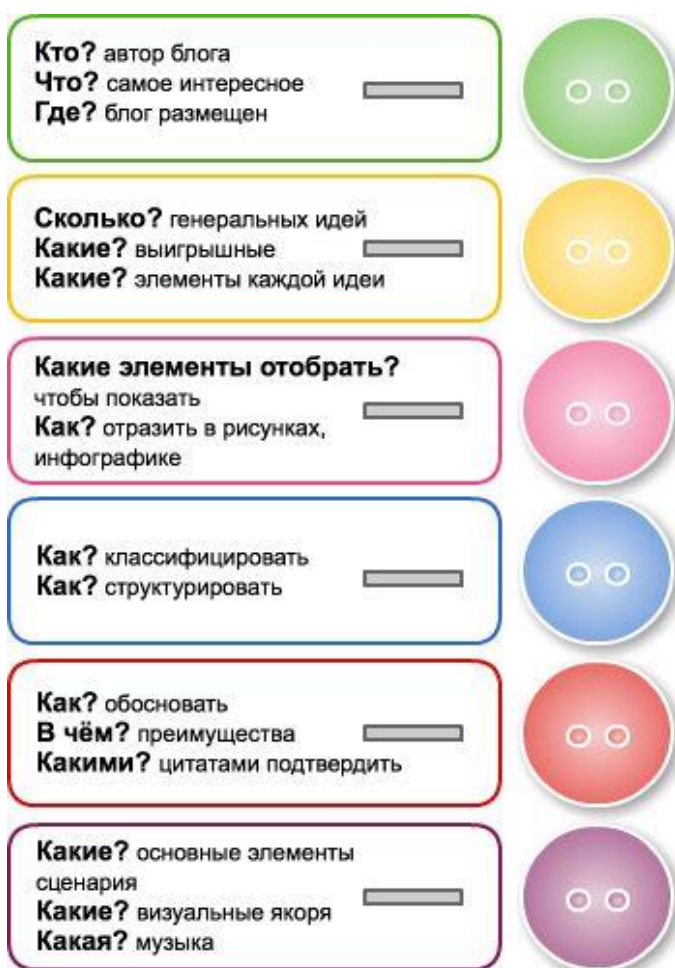 Кто? автор блога
Что? самое интересное
Где? блог размещен
Сколько? генеральных идей
Какие? выигрышные
Какие? элементы каждой идеи
Какие элементы отобрать?
чтобы показать
Как? отразить в рисунках,
инфографике
Как? классифицировать
Как? структурировать
Как? обосновать
В чём? преимущества
Какими? цитатами подтвердить
Какие? основные элементы
сценария
Какие? визуальные якоря
Какая? музыка